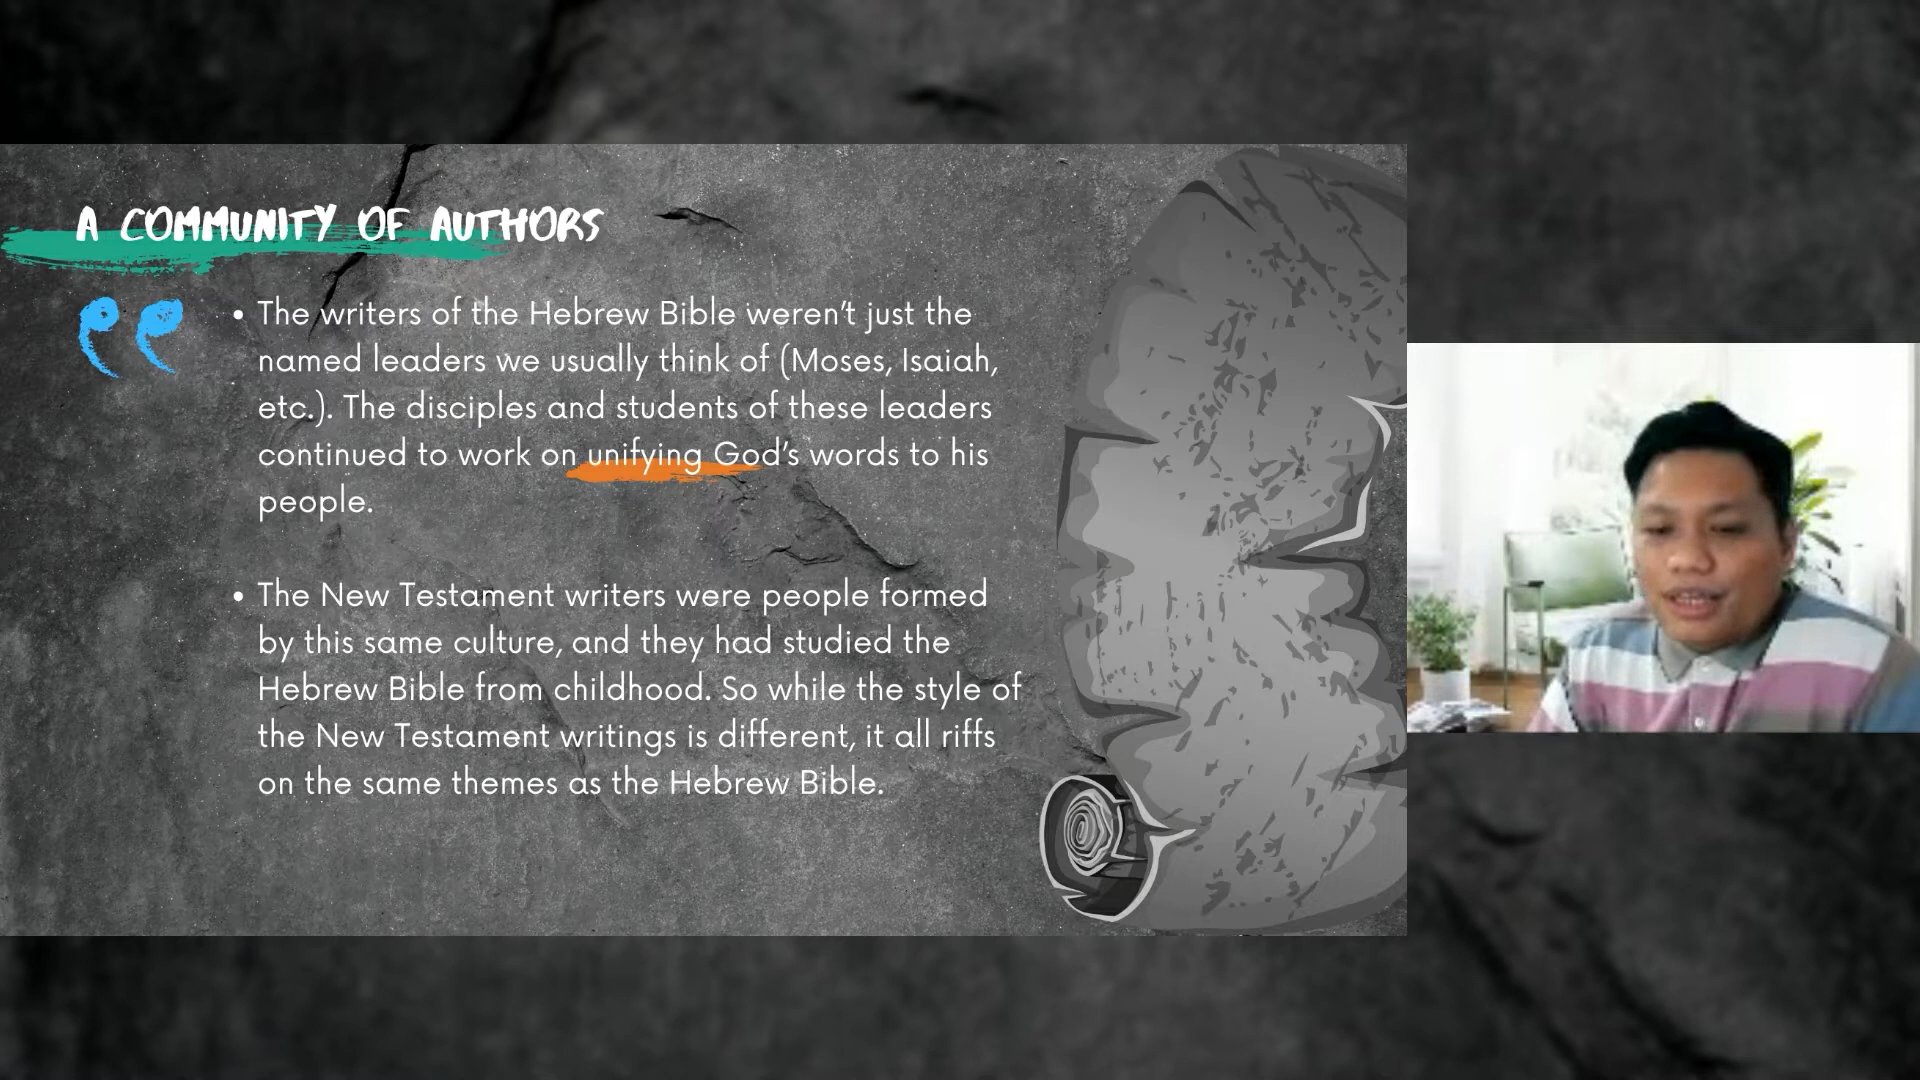 A COMMUNITY OF AUTHORS
• The writers of the Hebrew Bible weren't just the
named leaders we usually think of (Moses, Isaiah,
etc.). The disciples and students of these leaders
continued to work on unifying God's words to his
people.
• The New Testament writers were people formed
by this same culture, and they had studied the
Hebrew Bible from childhood. So while the style of
the New Testament writings is different, it all riffs
on the same themes as the Hebrew Bible.